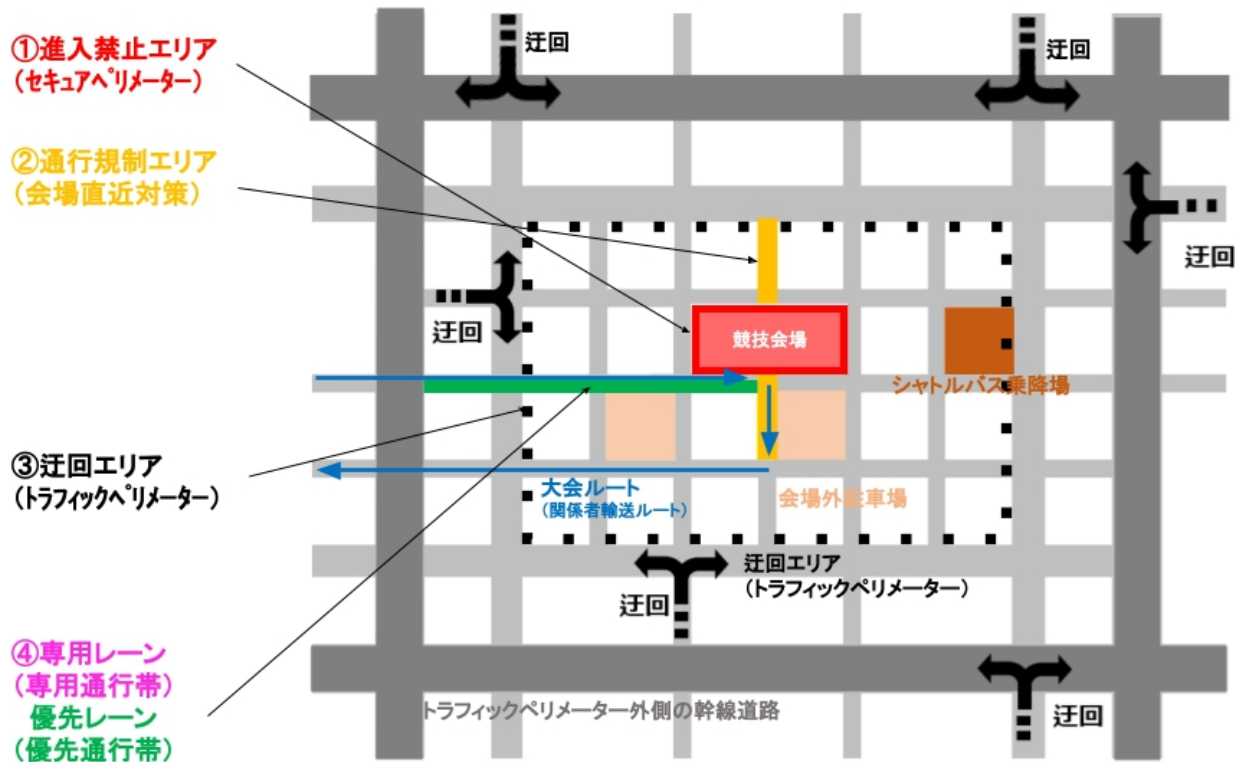 ①進入禁止エリア
(セキュアペリメーター)
迂回
迂回
②通行規制エリア
(会場直近対策)
迂回
迂回
競技会場
シャトルバス乗降場
③迂回エリア
(トラフィックペリメーター)
大会ルート
(関係者輸送ルート)
会場外駐車場
迂回エリア
(トラフィックペリメーター)
迂回
④専用レーン
(専用通行帯)
優先レーン
(優先通行帯)
トラフィックペリメーター外側の幹線道路
迂回